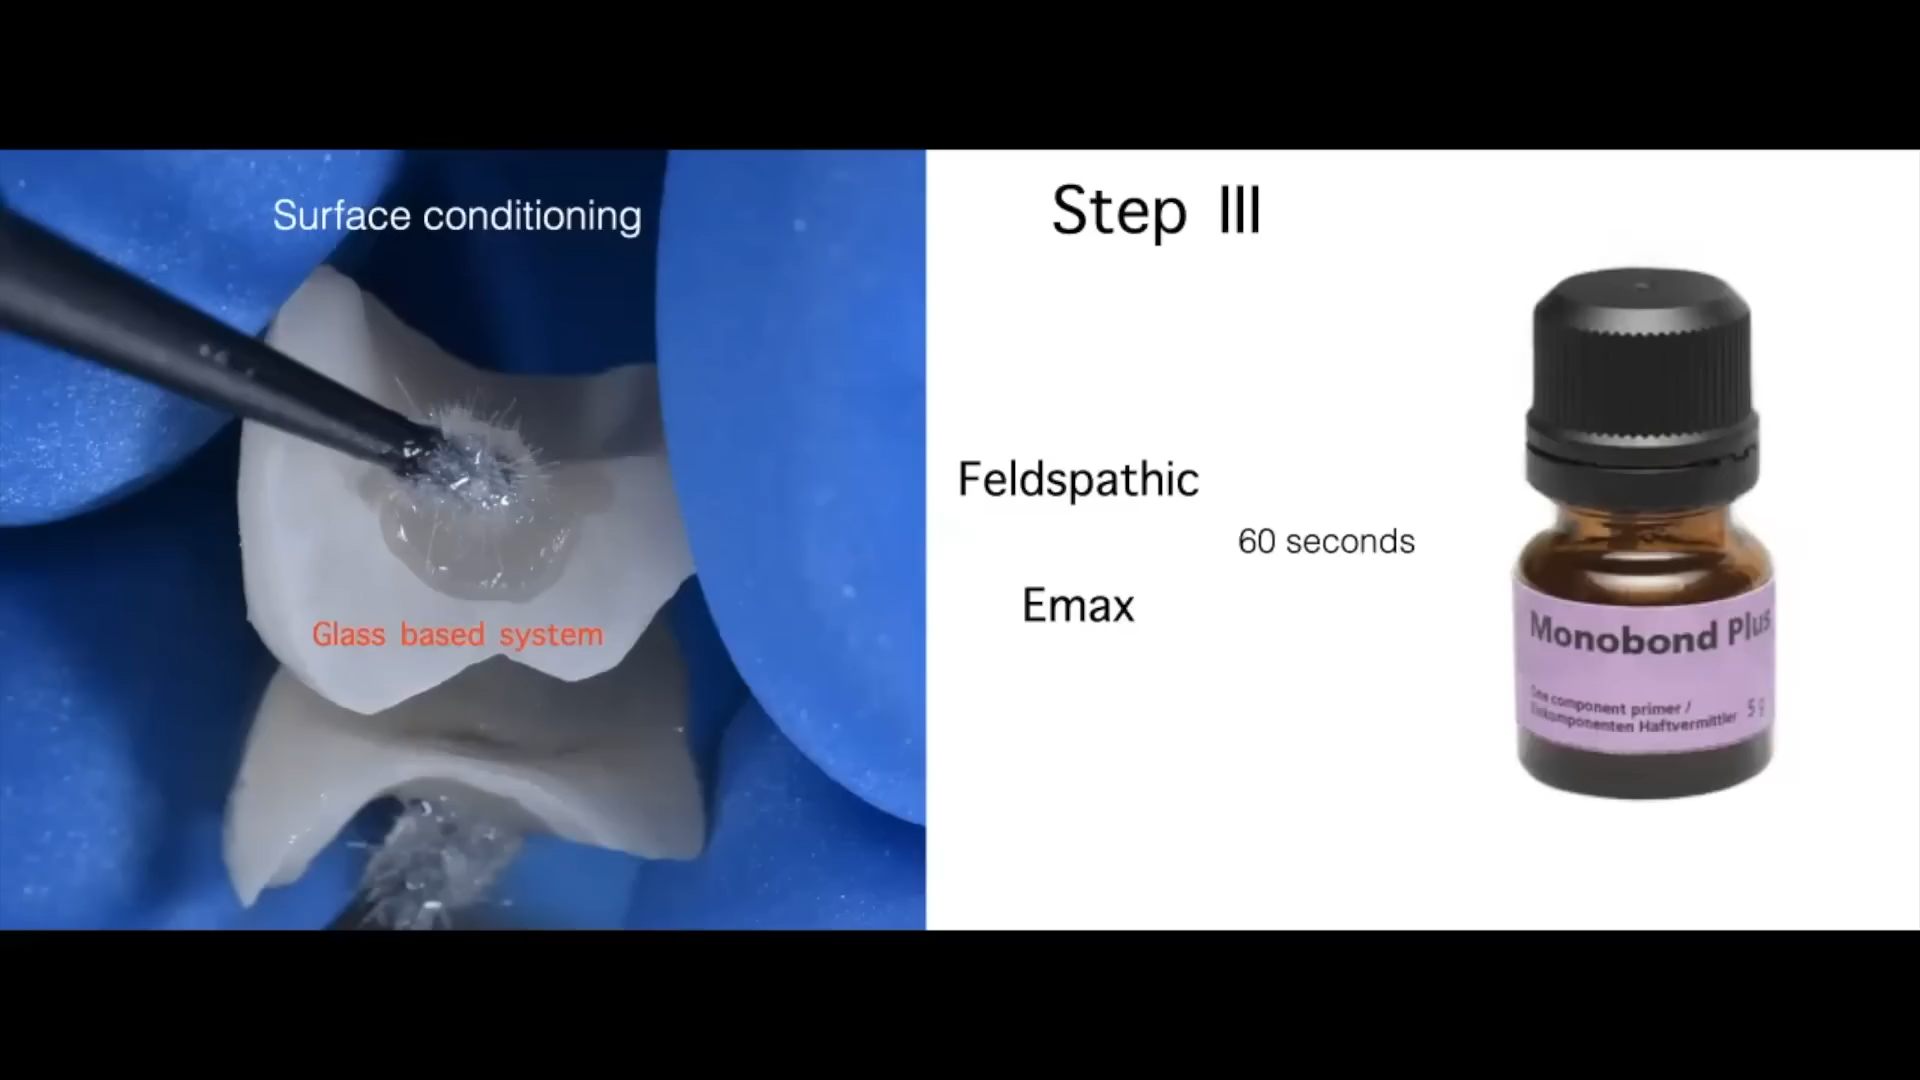 Surface conditioning
Glass based system
Step III
Feldspathic
60 seconds
Emax
Monobond Plus
One component primer /
Einkomponenten Haftvermittler
5 g